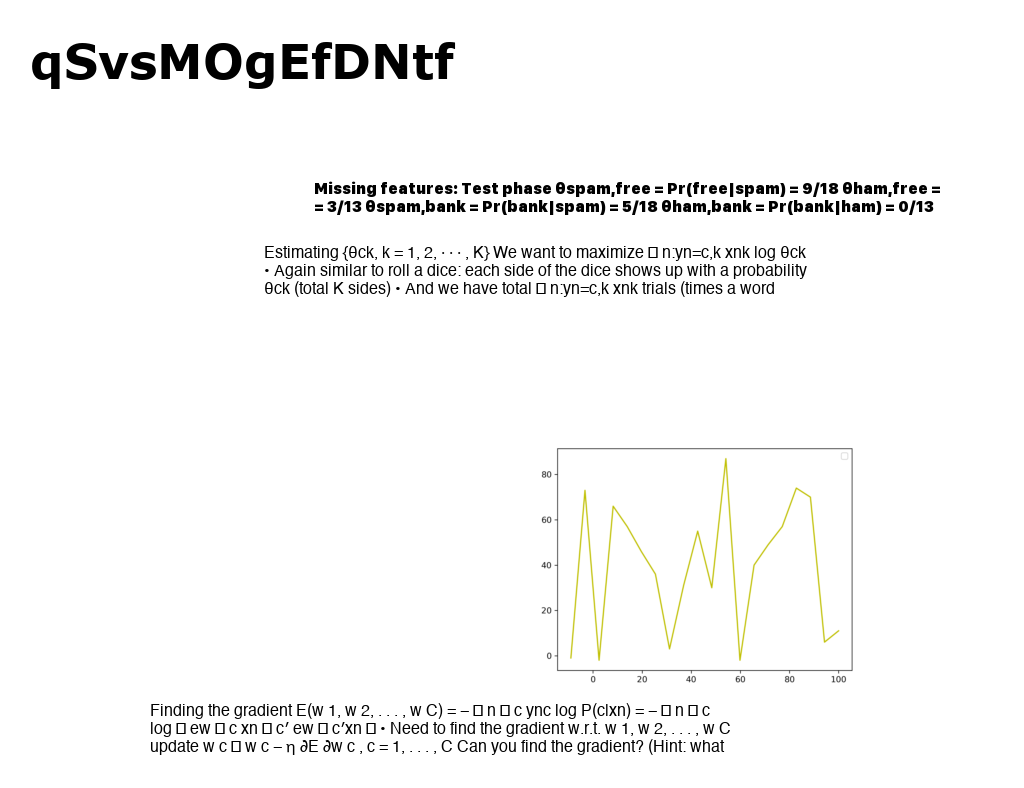 qSvsMOgEfDNtf
Missing features: Test phase θspam,free = Pr(free|spam) = 9/18 θham,free =
= 3/13 θspam,bank = Pr(bank|spam) = 5/18 θham,bank = Pr(bank|ham) = 0/13
Estimating {θck, k = 1, 2, · · · , K} We want to maximize □ n:yn=c,k xnk log θck
• Again similar to roll a dice: each side of the dice shows up with a probability
θck (total K sides) • And we have total □ n:yn=c,k xnk trials (times a word
80
60
40
20
0
0 20 40 60 80 100
Finding the gradient E(w 1, w 2, . . . , w C) = − □ n □ c ync log P(c|xn) = − □ n □ c
log □ ew □ c xn □ c′ ew □ c′xn □ • Need to find the gradient w.r.t. w 1, w 2, . . . , w C
update w c □ w c − η ∂E ∂w c , c = 1, . . . , C Can you find the gradient? (Hint: what